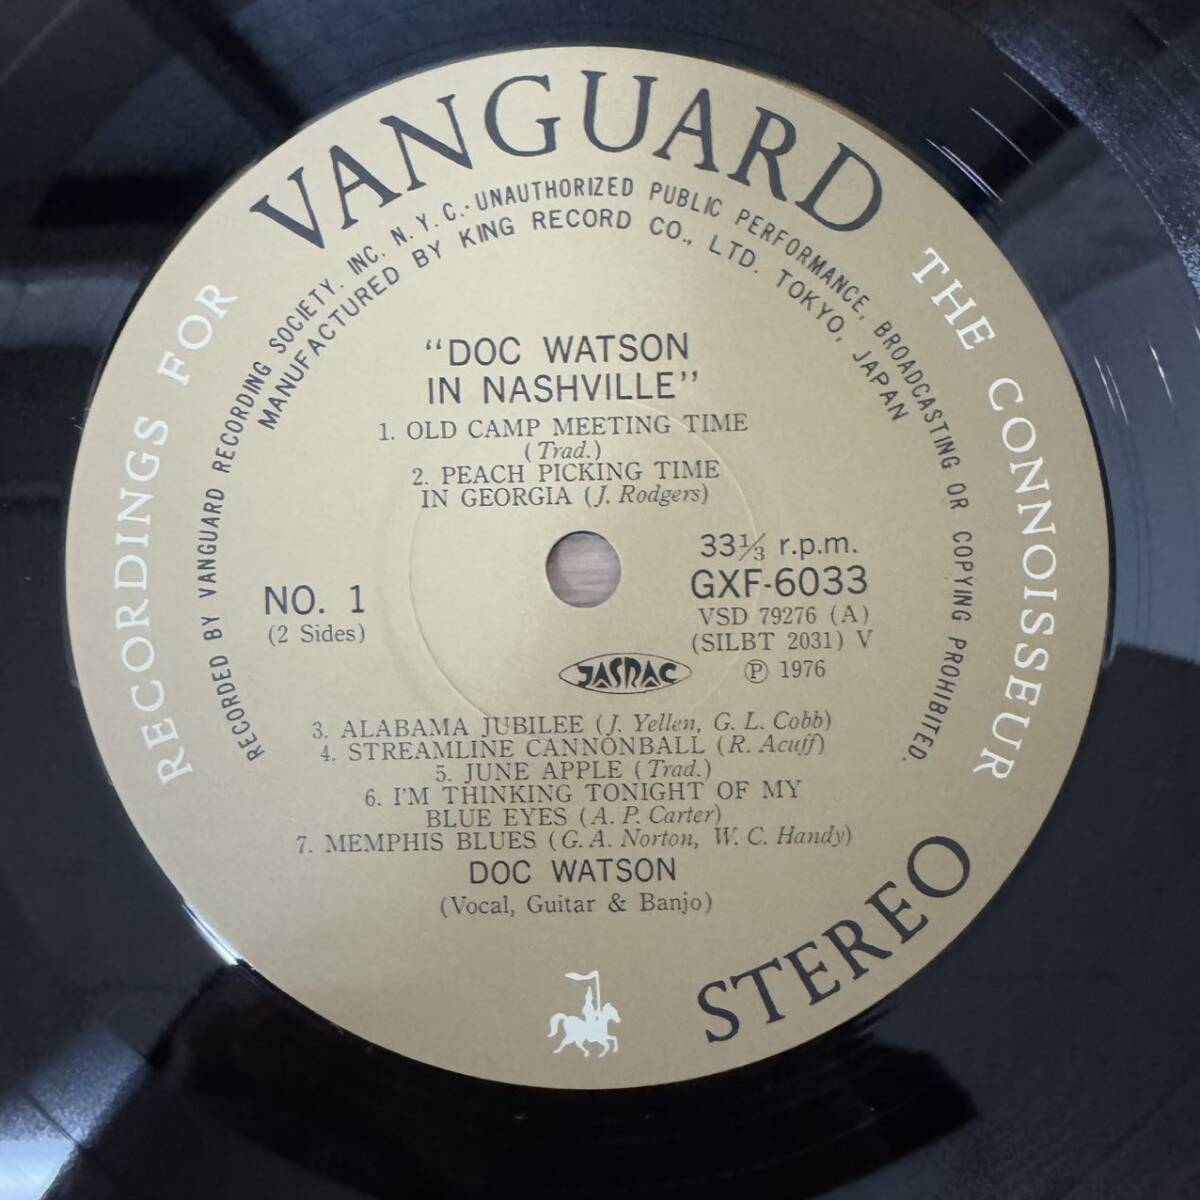 VANGUARD
RECORDINGS FOR
THE CONNOISSEUR
RECORDED BY VANGUARD RECORDING SOCIETY. INC. N. Y. C.·UNAUTHORIZED PUBLIC PERFORMANCE, BROADCASTING OR COPYING PROHIBITED.
MANUFACTURED BY KING RECORD CO., LTD. TOKYO, JAPAN
"DOC WATSON
IN NASHVILLE"
1. OLD CAMP MEETING TIME
(Trad.)
2. PEACH PICKING TIME
IN GEORGIA (J. Rodgers)
NO. 1
(2 Sides)
33⅓ r.p.m.
GXF-6033
VSD 79276 (A)
(SILBT 2031) V
Ⓟ 1976
JASRAC
3. ALABAMA JUBILEE (J. Yellen, G. L. Cobb)
4. STREAMLINE CANNONBALL (R. Acuff)
5. JUNE APPLE (Trad.)
6. I'M THINKING TONIGHT OF MY
BLUE EYES (A. P. Carter)
7. MEMPHIS BLUES (G. A. Norton, W. C. Handy)
DOC WATSON
(Vocal, Guitar & Banjo)
STEREO